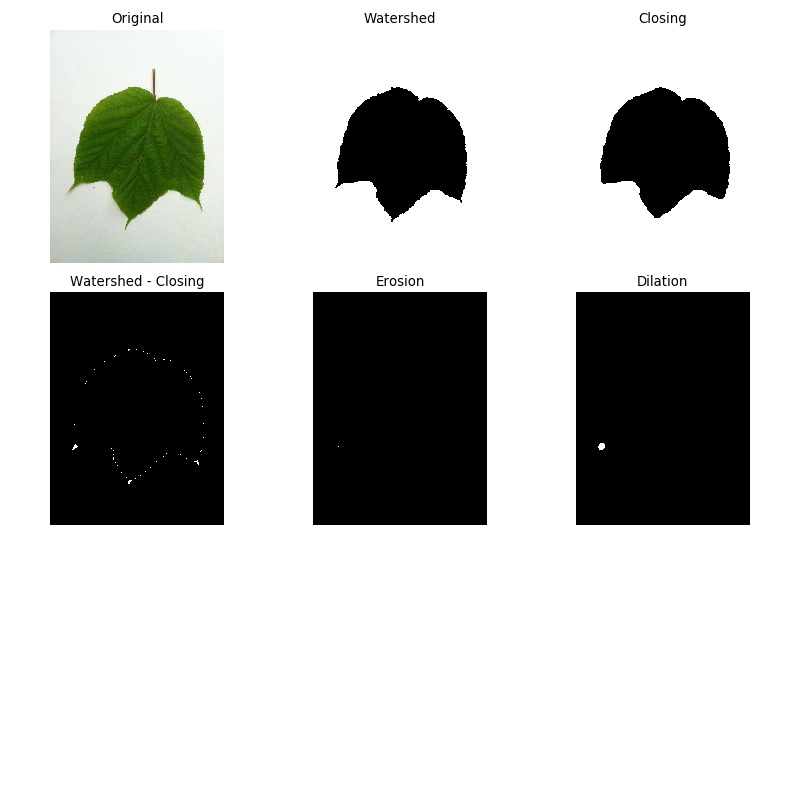 Original
Watershed
Closing
Watershed - Closing
Erosion
Dilation